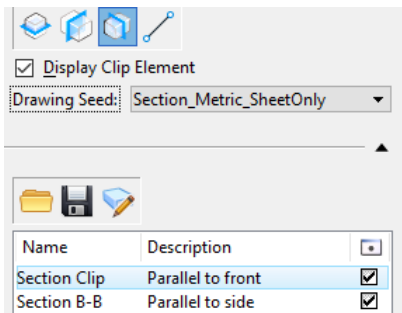 Display Clip Element
Drawing Seed: Section_Metric_SheetOnly
Name Description
Section Clip Parallel to front
Section B-B Parallel to side